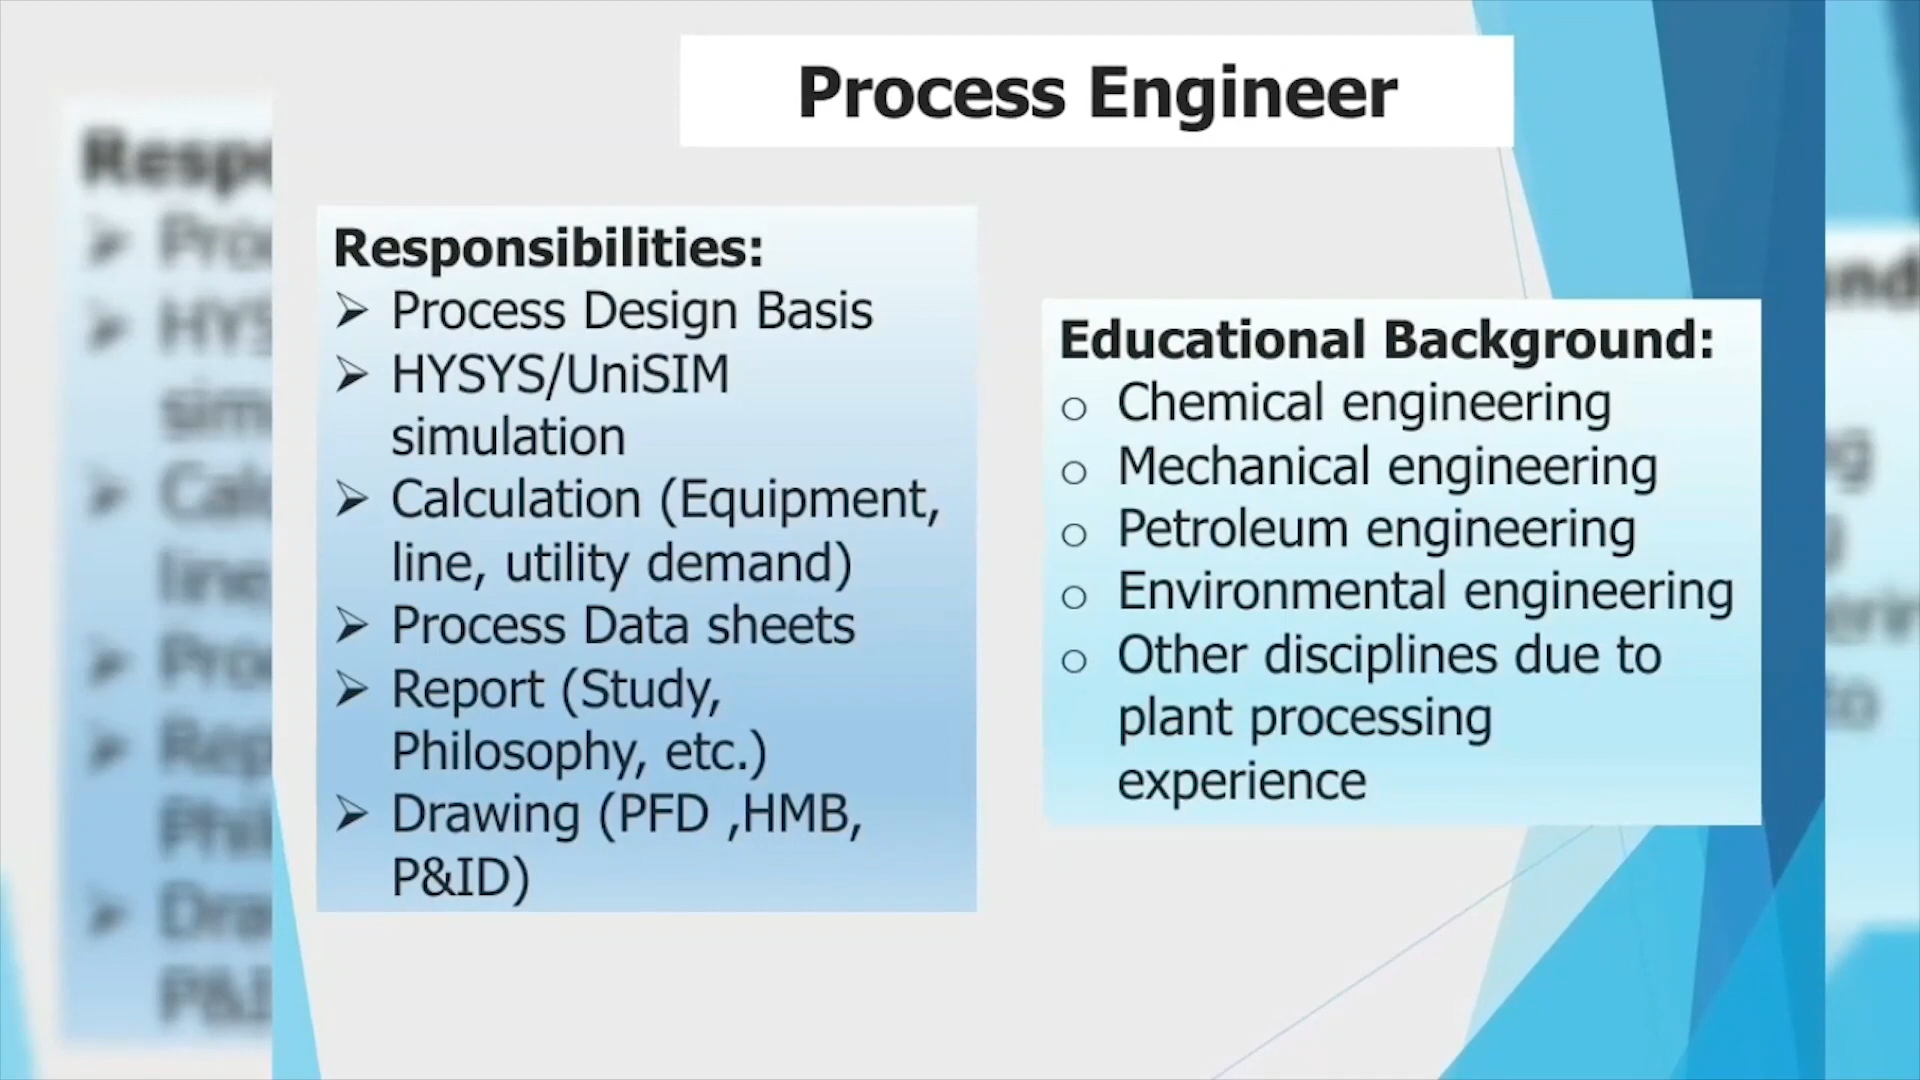 Process Engineer
Responsibilities:
➢ Process Design Basis
➢ HYSYS/UniSIM
simulation
➢ Calculation (Equipment,
line, utility demand)
➢ Process Data sheets
➢ Report (Study,
Philosophy, etc.)
➢ Drawing (PFD ,HMB,
P&ID)
Educational Background:
o Chemical engineering
o Mechanical engineering
o Petroleum engineering
o Environmental engineering
o Other disciplines due to
plant processing
experience